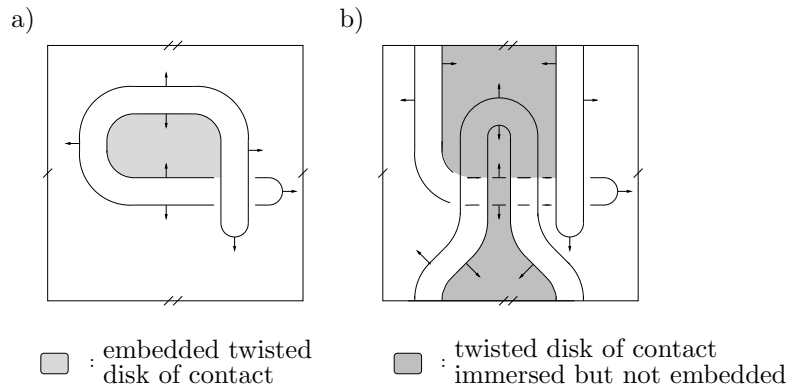 a)
b)
: embedded twisted
disk of contact
: twisted disk of contact
immersed but not embedded